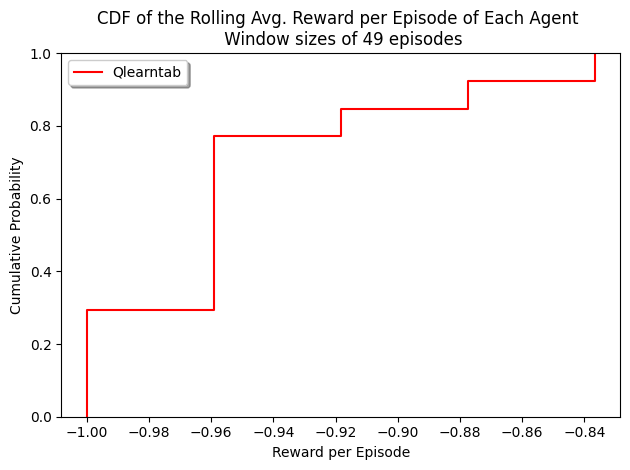 CDF of the Rolling Avg. Reward per Episode of Each Agent
Window sizes of 49 episodes
Qlearntab
1.0
0.8
0.6
0.4
0.2
0.0
Cumulative Probability
−1.00 −0.98 −0.96 −0.94 −0.92 −0.90 −0.88 −0.86 −0.84
Reward per Episode